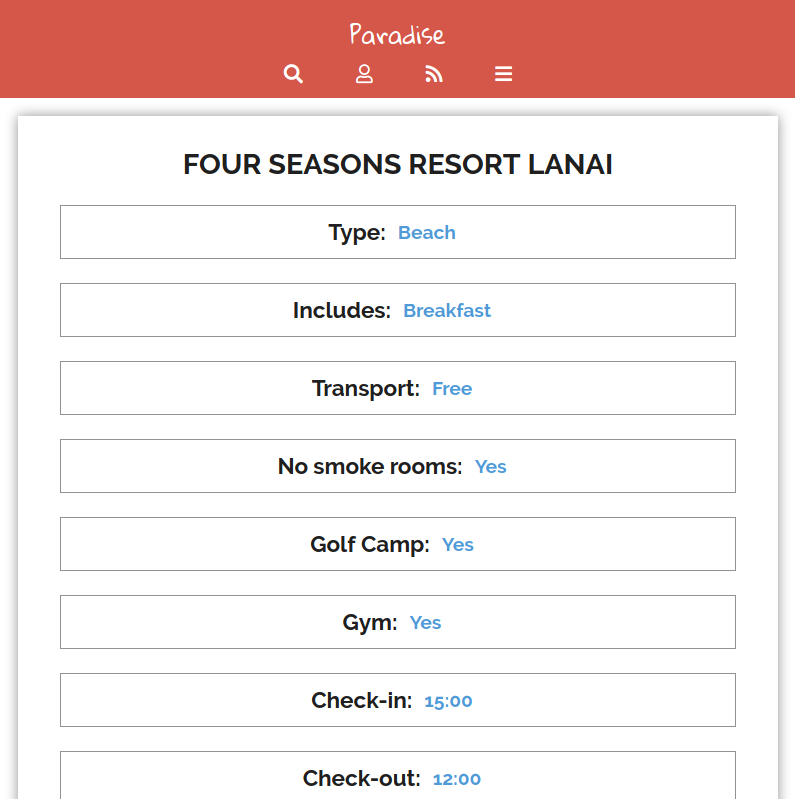 Paradise
FOUR SEASONS RESORT LANAI
Type: Beach
Includes: Breakfast
Transport: Free
No smoke rooms: Yes
Golf Camp: Yes
Gym: Yes
Check-in: 15:00
Check-out: 12:00